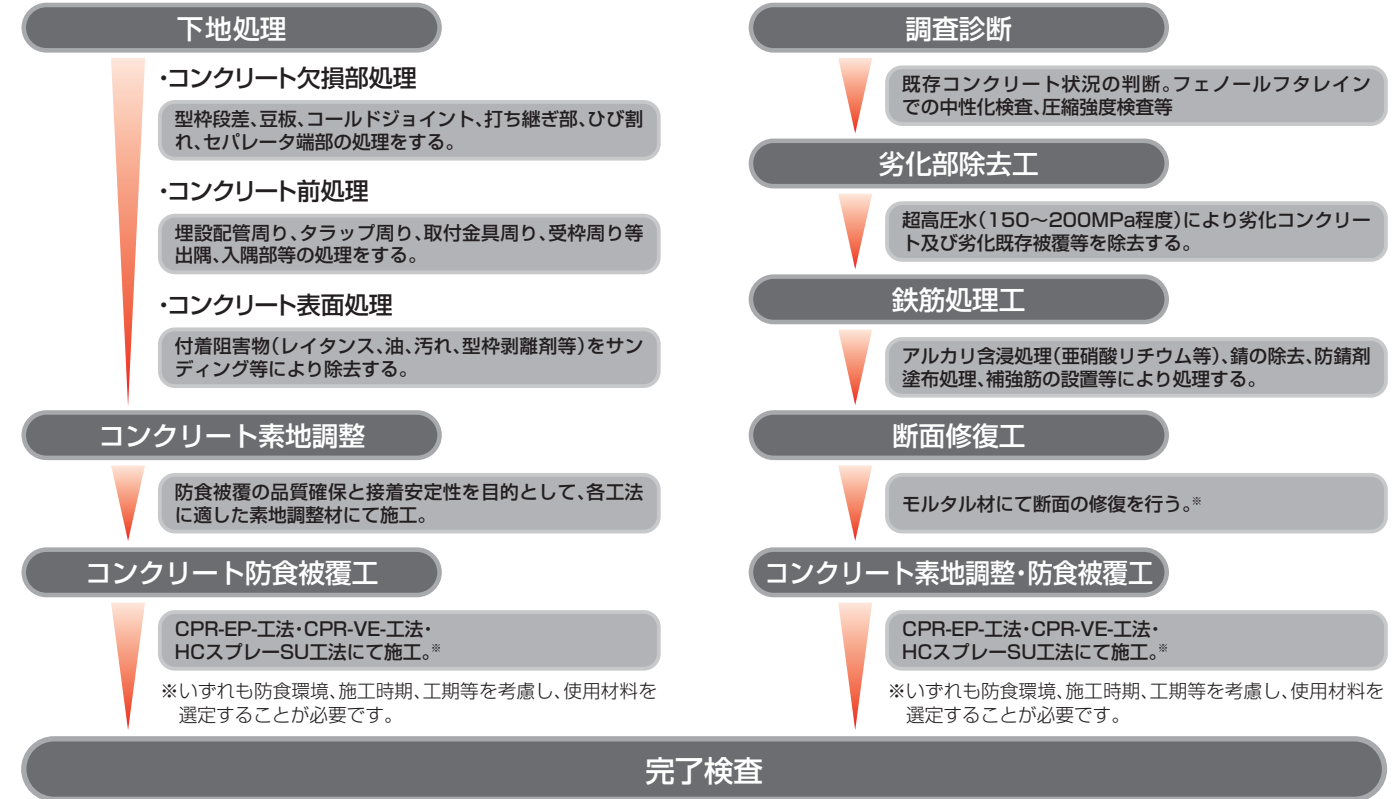 下地処理
・コンクリート欠損部処理
型枠段差、豆板、コールドジョイント、打ち継ぎ部、ひび割
れ、セパレータ端部の処理をする。
・コンクリート前処理
埋設配管周り、タラップ周り、取付金具周り、受枠周り等
出隅、入隅部等の処理をする。
・コンクリート表面処理
付着阻害物(レイタンス、油、汚れ、型枠剥離剤等)をサン
ディング等により除去する。
コンクリート素地調整
防食被覆の品質確保と接着安定性を目的として、各工法
に適した素地調整材にて施工。
コンクリート防食被覆工
CPR-EP-工法・CPR-VE-工法・
HCスプレーSU工法にて施工。※
※いずれも防食環境、施工時期、工期等を考慮し、使用材料を
選定することが必要です。
調査診断
既存コンクリート状況の判断。フェノールフタレイン
での中性化検査、圧縮強度検査等
劣化部除去工
超高圧水(150〜200MPa程度)により劣化コンクリー
ト及び劣化既存被覆等を除去する。
鉄筋処理工
アルカリ含浸処理(亜硝酸リチウム等)、錆の除去、防錆剤
塗布処理、補強筋の設置等により処理する。
断面修復工
モルタル材にて断面の修復を行う。※
コンクリート素地調整・防食被覆工
CPR-EP-工法・CPR-VE-工法・
HCスプレーSU工法にて施工。※
※いずれも防食環境、施工時期、工期等を考慮し、使用材料を
選定することが必要です。
完了検査